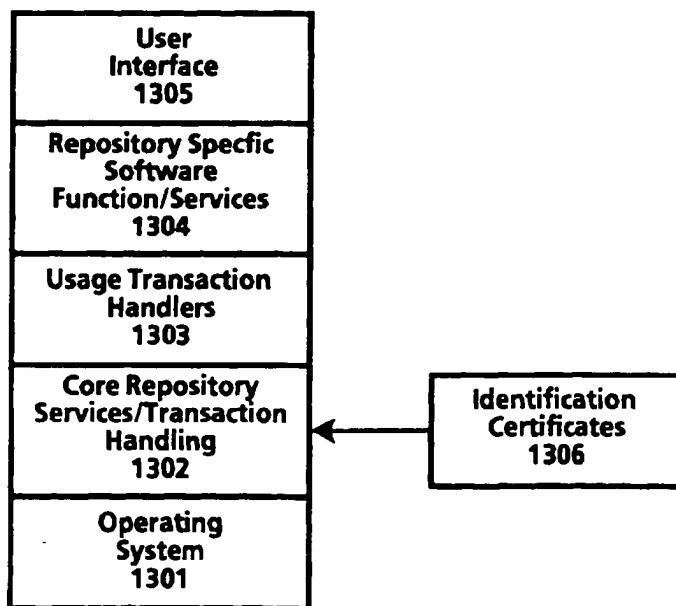 User
Interface
1305
Repository Specfic
Software
Function/Services
1304
Usage Transaction
Handlers
1303
Core Repository
Services/Transaction
Handling
1302
Identification
Certificates
1306
Operating
System
1301